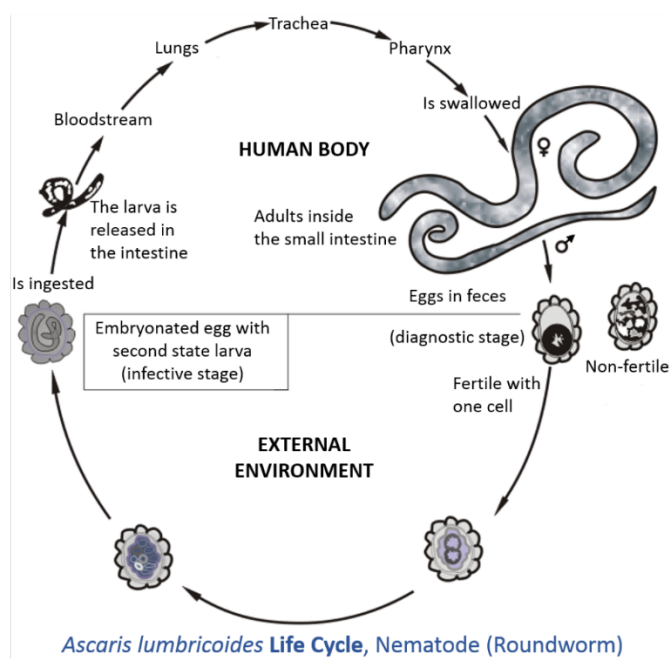 Trachea
Lungs
Pharynx
Is swallowed
Bloodstream
HUMAN BODY
♀
The larva is
released in
the intestine
Adults inside
the small intestine
♂
Is ingested
Eggs in feces
Embryonated egg with
second state larva
(infective stage)
(diagnostic stage)
Non-fertile
Fertile with
one cell
EXTERNAL
ENVIRONMENT
Ascaris lumbricoides Life Cycle, Nematode (Roundworm)